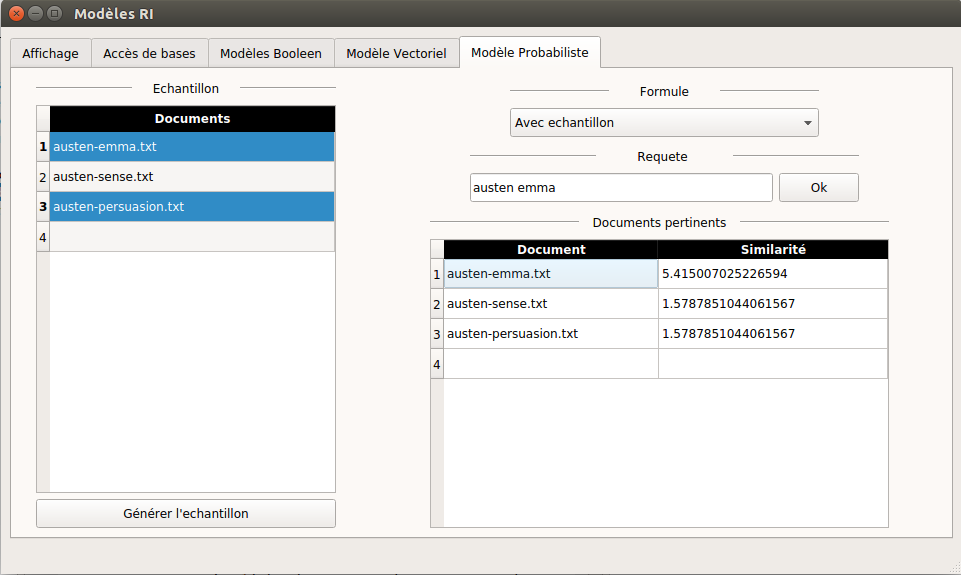 Modèles RI
Affichage
Accès de bases
Modèles Booleen
Modèle Vectoriel
Modèle Probabiliste
Echantillon
Documents
1 austen-emma.txt
2 austen-sense.txt
3 austen-persuasion.txt
4
Générer l'echantillon
Formule
Avec echantillon
Requete
austen emma
Ok
Documents pertinents
Document Similarité
1 austen-emma.txt 5.415007025226594
2 austen-sense.txt 1.5787851044061567
3 austen-persuasion.txt 1.5787851044061567
4